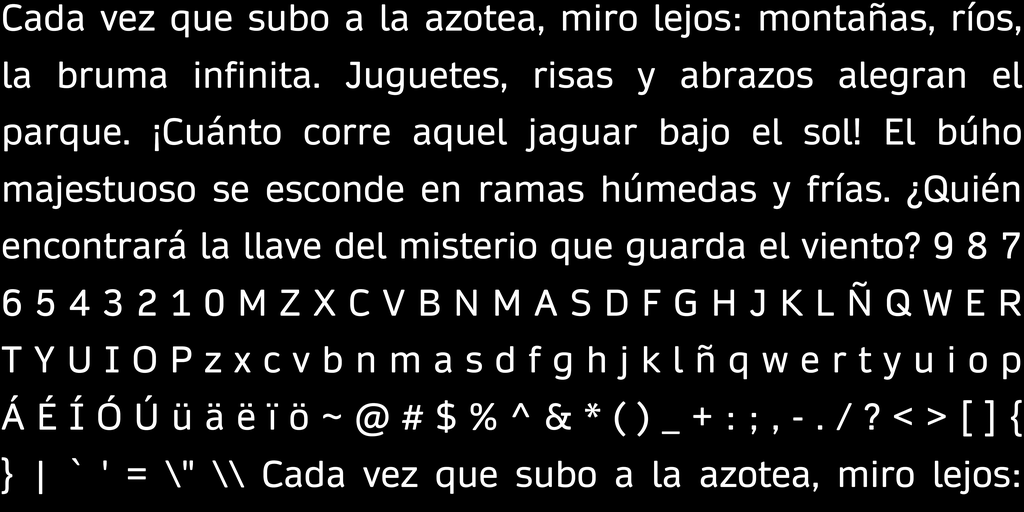 Cada vez que subo a la azotea, miro lejos: montañas, ríos,
la bruma infinita. Juguetes, risas y abrazos alegran el
parque. ¡Cuánto corre aquel jaguar bajo el sol! El búho
majestuoso se esconde en ramas húmedas y frías. ¿Quién
encontrará la llave del misterio que guarda el viento? 9 8 7
6 5 4 3 2 1 0 M Z X C V B N M A S D F G H J K L Ñ Q W E R
T Y U I O P z x c v b n m a s d f g h j k l ñ q w e r t y u i o p
Á É Í Ó Ú ü ä ë ï ö ~ @ # $ % ^ & * ( ) _ + : ; , - . / ? < > [ ] {
} | ` ' = \" \\ Cada vez que subo a la azotea, miro lejos: